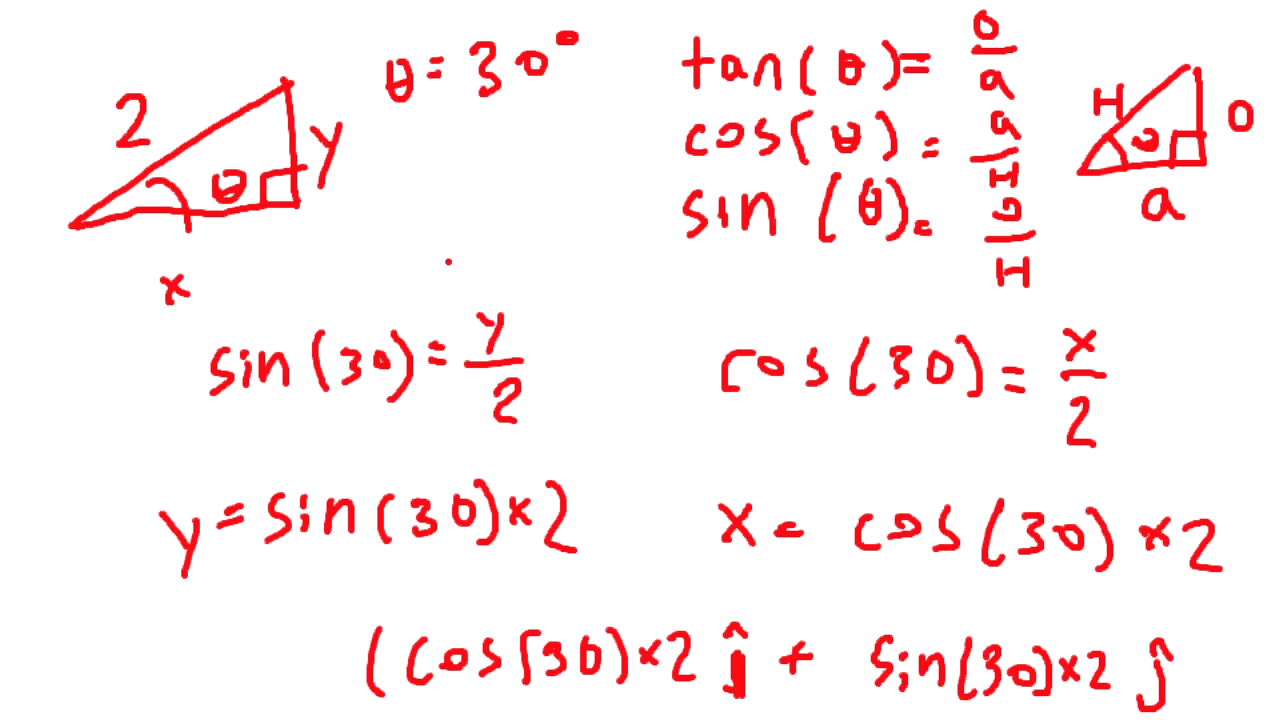 2 y θ x
θ = 30°
tan(θ) = o/a
cos(θ) = a/H
sin(θ) = o/H
H θ o a
sin(30) = y/2
cos(30) = x/2
y = sin(30) × 2
x = cos(30) × 2
(cos(30) × 2 ĵ + sin(30) × 2 ĵ